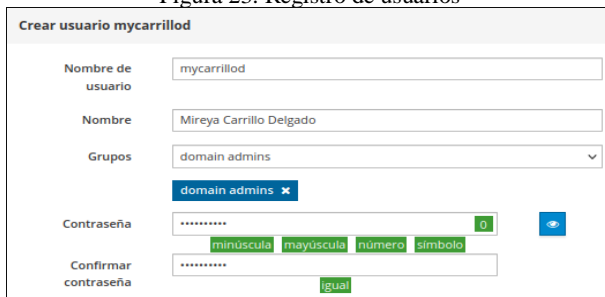 Figura 23. Registro de usuarios
Crear usuario mycarrillod
Nombre de
usuario
mycarrillod
Nombre
Mireya Carrillo Delgado
Grupos
domain admins
domain admins ×
Contraseña
••••••••••
0
minúscula mayúscula número símbolo
Confirmar
contraseña
••••••••••
igual